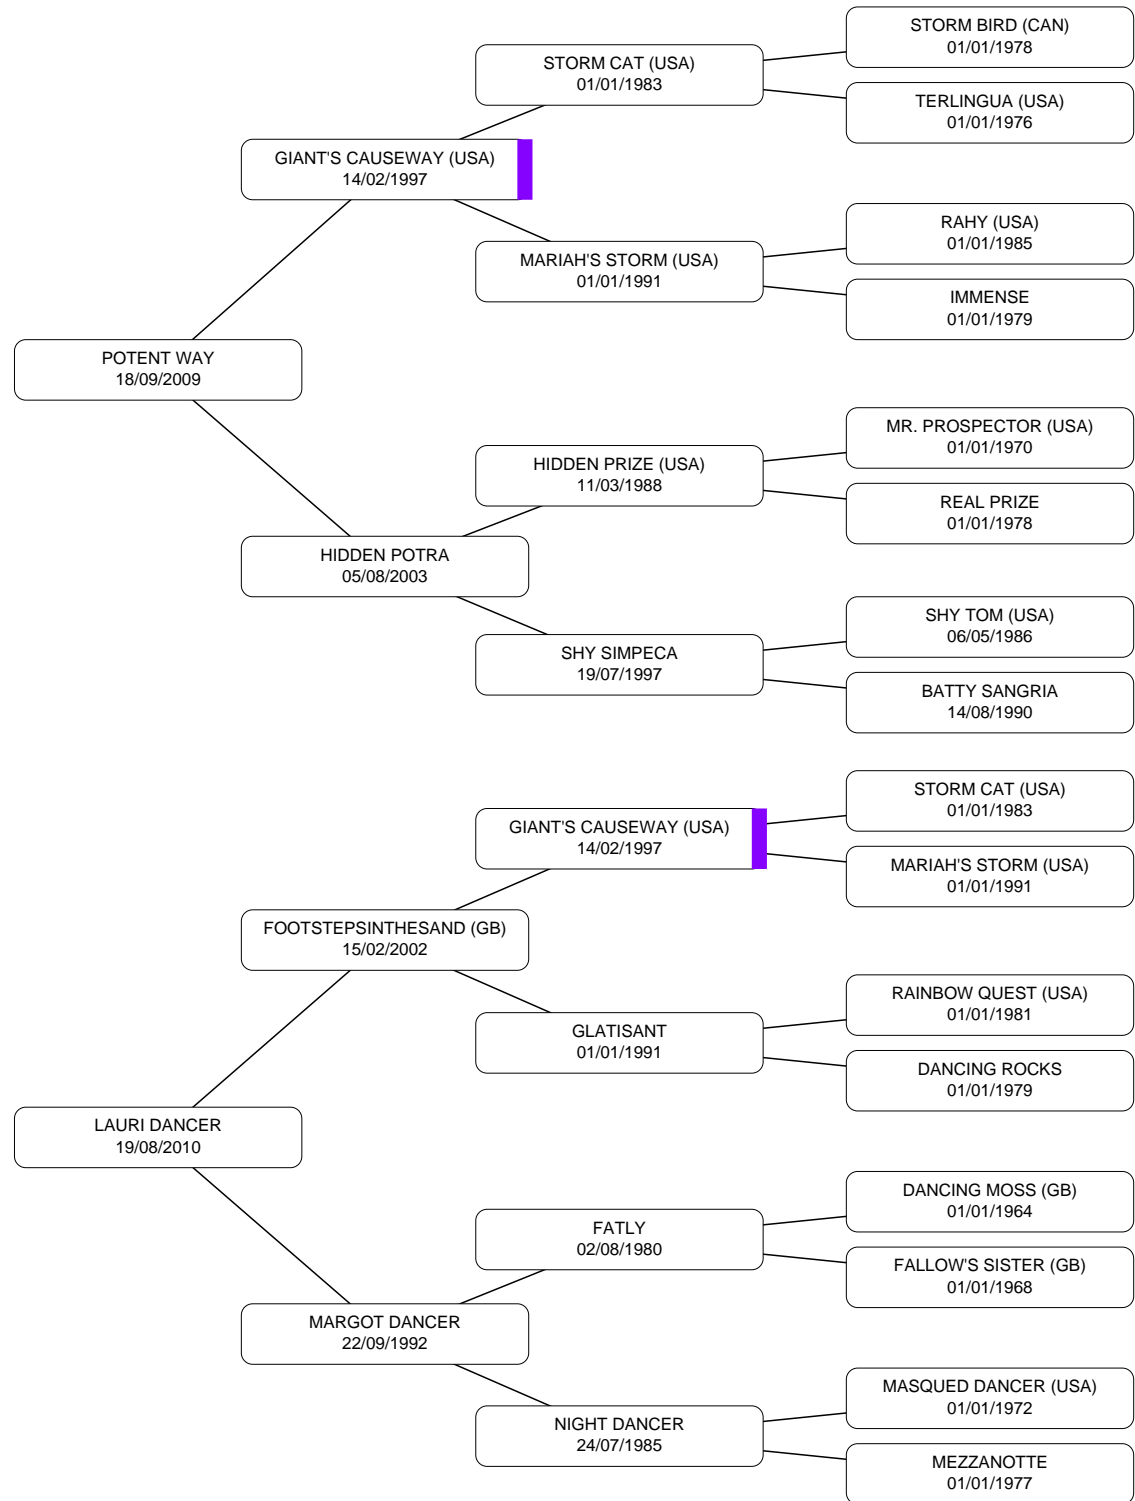 STORM BIRD (CAN)
01/01/1978
STORM CAT (USA)
01/01/1983
TERLINGUA (USA)
01/01/1976
GIANT'S CAUSEWAY (USA)
14/02/1997
RAHY (USA)
01/01/1985
MARIAH'S STORM (USA)
01/01/1991
IMMENSE
01/01/1979
POTENT WAY
18/09/2009
MR. PROSPECTOR (USA)
01/01/1970
HIDDEN PRIZE (USA)
11/03/1988
REAL PRIZE
01/01/1978
HIDDEN POTRA
05/08/2003
SHY TOM (USA)
06/05/1986
SHY SIMPECA
19/07/1997
BATTY SANGRIA
14/08/1990
STORM CAT (USA)
01/01/1983
GIANT'S CAUSEWAY (USA)
14/02/1997
MARIAH'S STORM (USA)
01/01/1991
FOOTSTEPSINTHESAND (GB)
15/02/2002
RAINBOW QUEST (USA)
01/01/1981
GLATISANT
01/01/1991
DANCING ROCKS
01/01/1979
LAURI DANCER
19/08/2010
DANCING MOSS (GB)
01/01/1964
FATLY
02/08/1980
FALLOW'S SISTER (GB)
01/01/1968
MARGOT DANCER
22/09/1992
MASQUED DANCER (USA)
01/01/1972
NIGHT DANCER
24/07/1985
MEZZANOTTE
01/01/1977